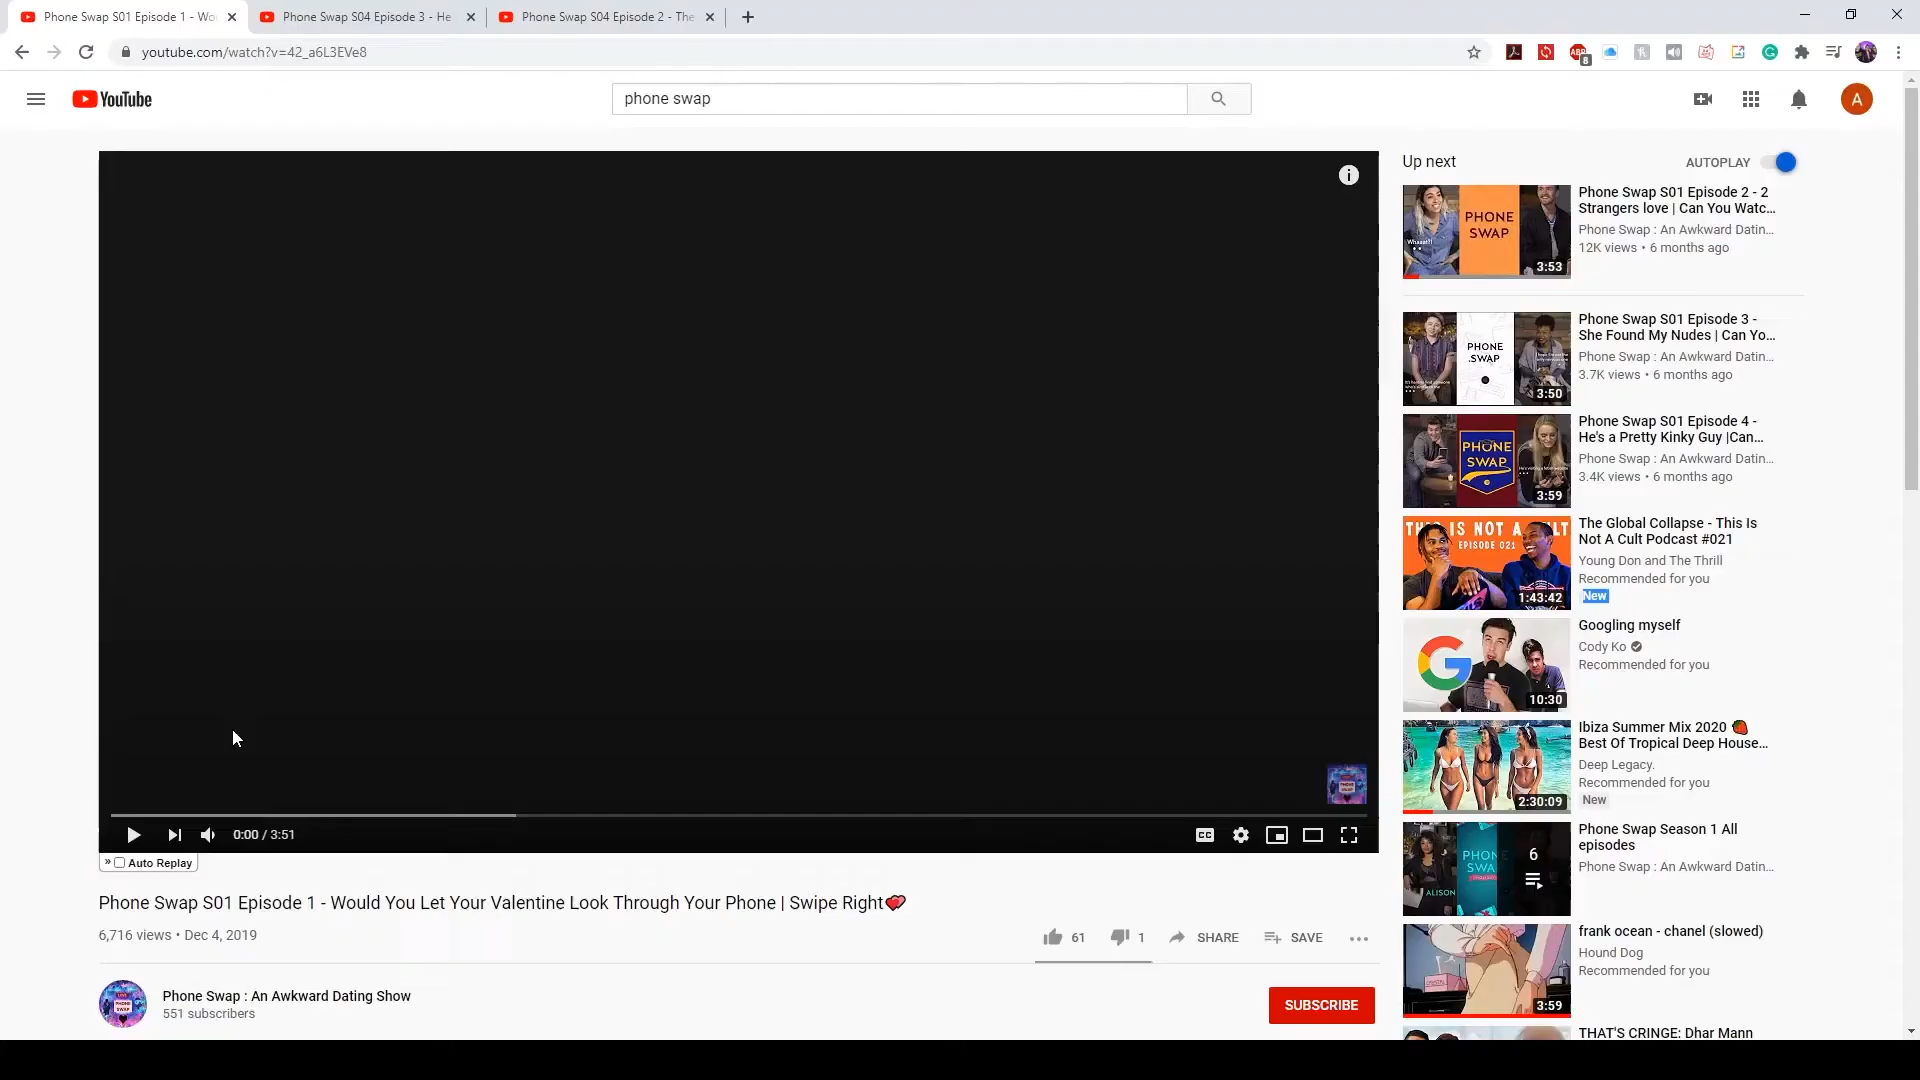 Phone Swap S01 Episode 1 - Wo
Phone Swap S04 Episode 3 - He
Phone Swap S04 Episode 2 - The
youtube.com/watch?v=42_a6L3EVe8
ABP
8
YouTube
phone swap
A
Up next
AUTOPLAY
Phone Swap S01 Episode 2 - 2
Strangers love | Can You Watc...
Phone Swap : An Awkward Datin...
12K views • 6 months ago
Whaaat!!
PHONE
SWAP
3:53
Phone Swap S01 Episode 3 -
She Found My Nudes | Can Yo...
Phone Swap : An Awkward Datin...
3.7K views • 6 months ago
PHONE
SWAP
3:50
Phone Swap S01 Episode 4 -
He's a Pretty Kinky Guy |Can...
Phone Swap : An Awkward Datin...
3.4K views • 6 months ago
PHONE
SWAP
3:59
The Global Collapse - This Is
Not A Cult Podcast #021
Young Don and The Thrill
Recommended for you
New
THIS IS NOT A CULT
EPISODE 021
1:43:42
Googling myself
Cody Ko
Recommended for you
10:30
Ibiza Summer Mix 2020 🍓
Best Of Tropical Deep House...
Deep Legacy.
Recommended for you
New
2:30:09
Phone Swap Season 1 All
episodes
Phone Swap : An Awkward Datin...
ALISON
6
frank ocean - chanel (slowed)
Hound Dog
Recommended for you
3:59
THAT'S CRINGE: Dhar Mann
0:00 / 3:51
CC
» Auto Replay
Phone Swap S01 Episode 1 - Would You Let Your Valentine Look Through Your Phone | Swipe Right💕
6,716 views • Dec 4, 2019
61
1
SHARE
SAVE
Phone Swap : An Awkward Dating Show
551 subscribers
SUBSCRIBE